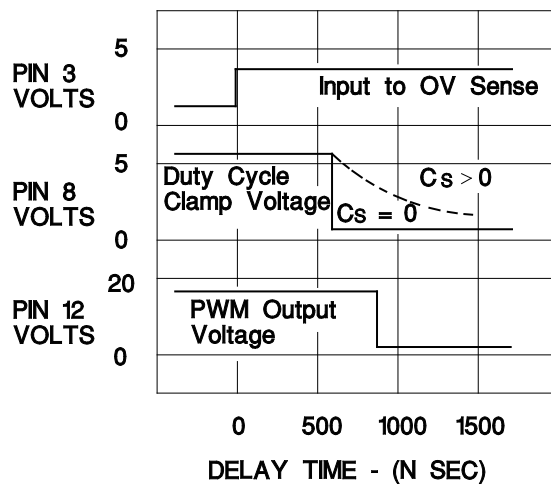 5
PIN 3
VOLTS
Input to OV Sense
0
5
PIN 8
VOLTS
Duty Cycle
Clamp Voltage
Cs > 0
Cs = 0
0
20
PIN 12
VOLTS
PWM Output
Voltage
0
0 500 1000 1500
DELAY TIME - (N SEC)